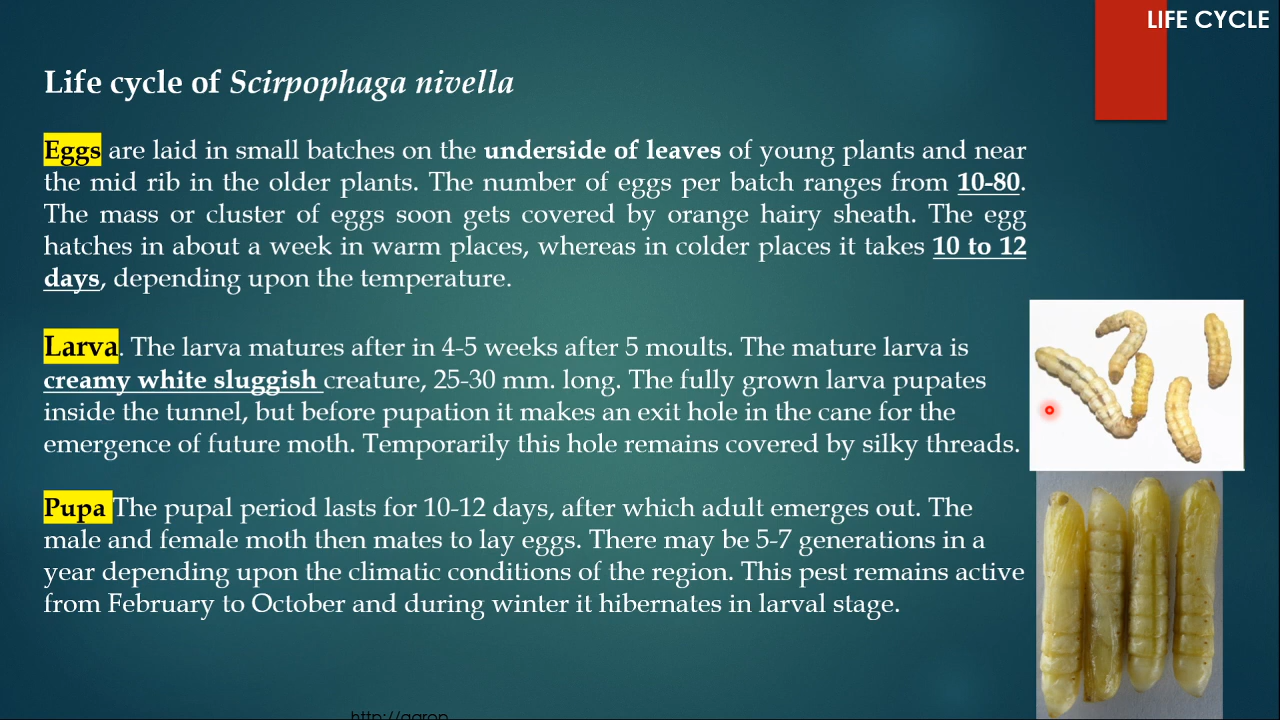 LIFE CYCLE
Life cycle of Scirpophaga nivella
Eggs are laid in small batches on the underside of leaves of young plants and near
the mid rib in the older plants. The number of eggs per batch ranges from 10-80.
The mass or cluster of eggs soon gets covered by orange hairy sheath. The egg
hatches in about a week in warm places, whereas in colder places it takes 10 to 12
days, depending upon the temperature.
Larva. The larva matures after in 4-5 weeks after 5 moults. The mature larva is
creamy white sluggish creature, 25-30 mm. long. The fully grown larva pupates
inside the tunnel, but before pupation it makes an exit hole in the cane for the
emergence of future moth. Temporarily this hole remains covered by silky threads.
Pupa The pupal period lasts for 10-12 days, after which adult emerges out. The
male and female moth then mates to lay eggs. There may be 5-7 generations in a
year depending upon the climatic conditions of the region. This pest remains active
from February to October and during winter it hibernates in larval stage.